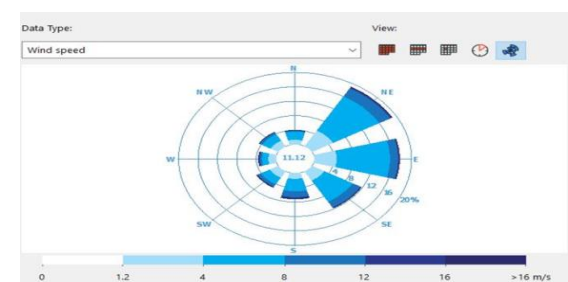 Data Type: View:
Wind speed
N
NW NE
W 11.12 E
4 8 12 16 20%
SW SE
S
0 1.2 4 8 12 16 >16 m/s